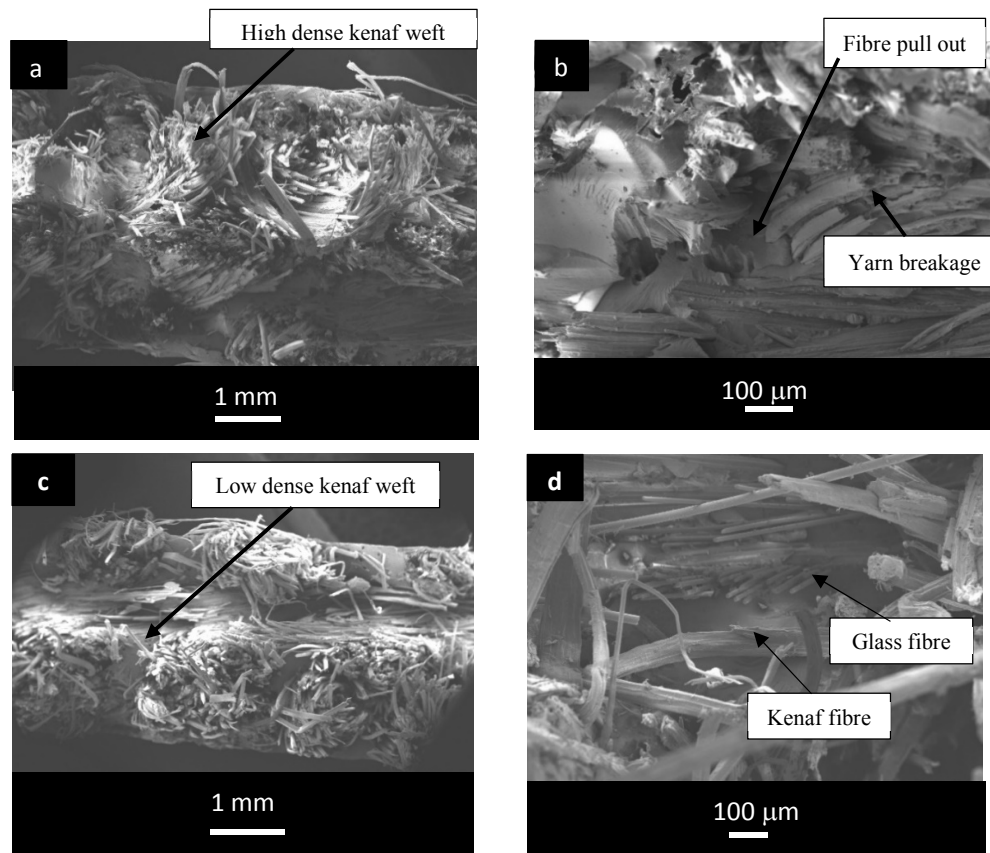 a
High dense kenaf weft
1 mm
b
Fibre pull out
Yarn breakage
100 μm
c
Low dense kenaf weft
1 mm
d
Glass fibre
Kenaf fibre
100 μm